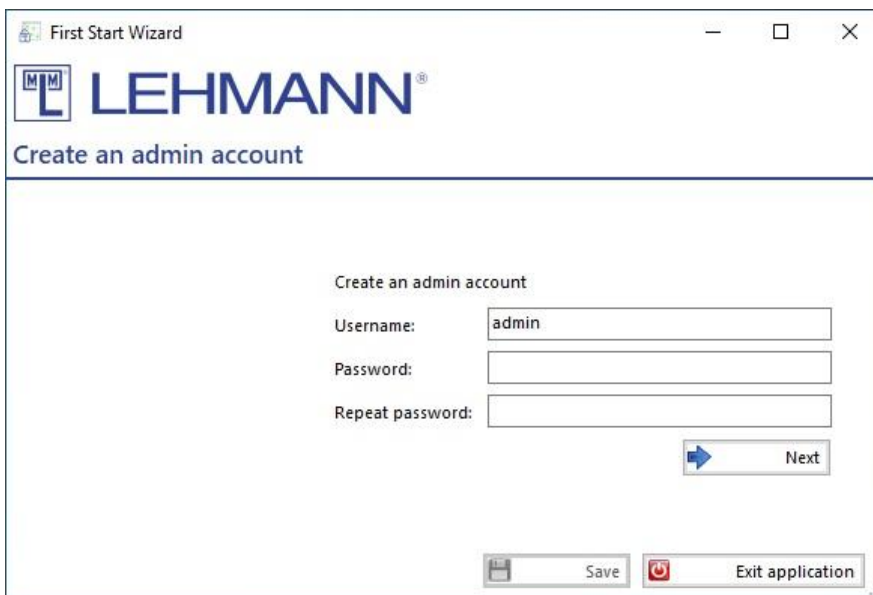 First Start Wizard
MLM LEHMANN®
Create an admin account
Create an admin account
Username: admin
Password:
Repeat password:
Next
Save Exit application